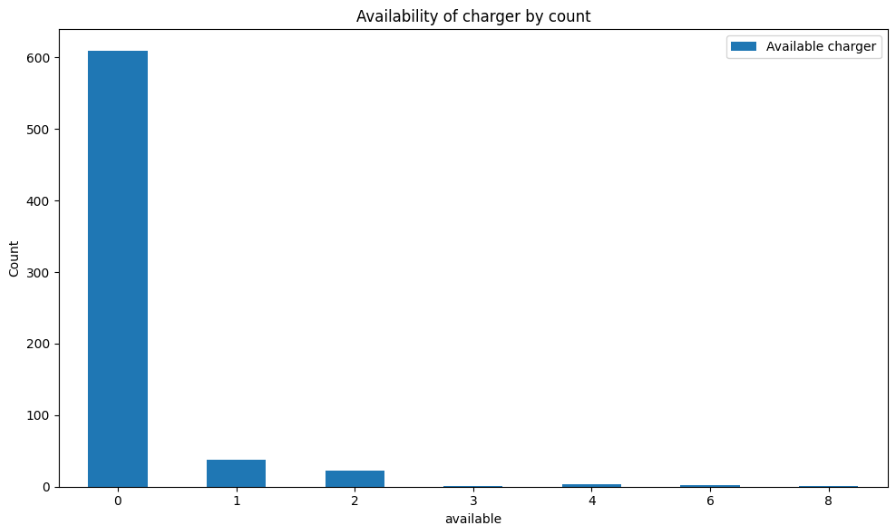 Availability of charger by count
Available charger
600
500
400
300
200
100
0
Count
0 1 2 3 4 6 8
available